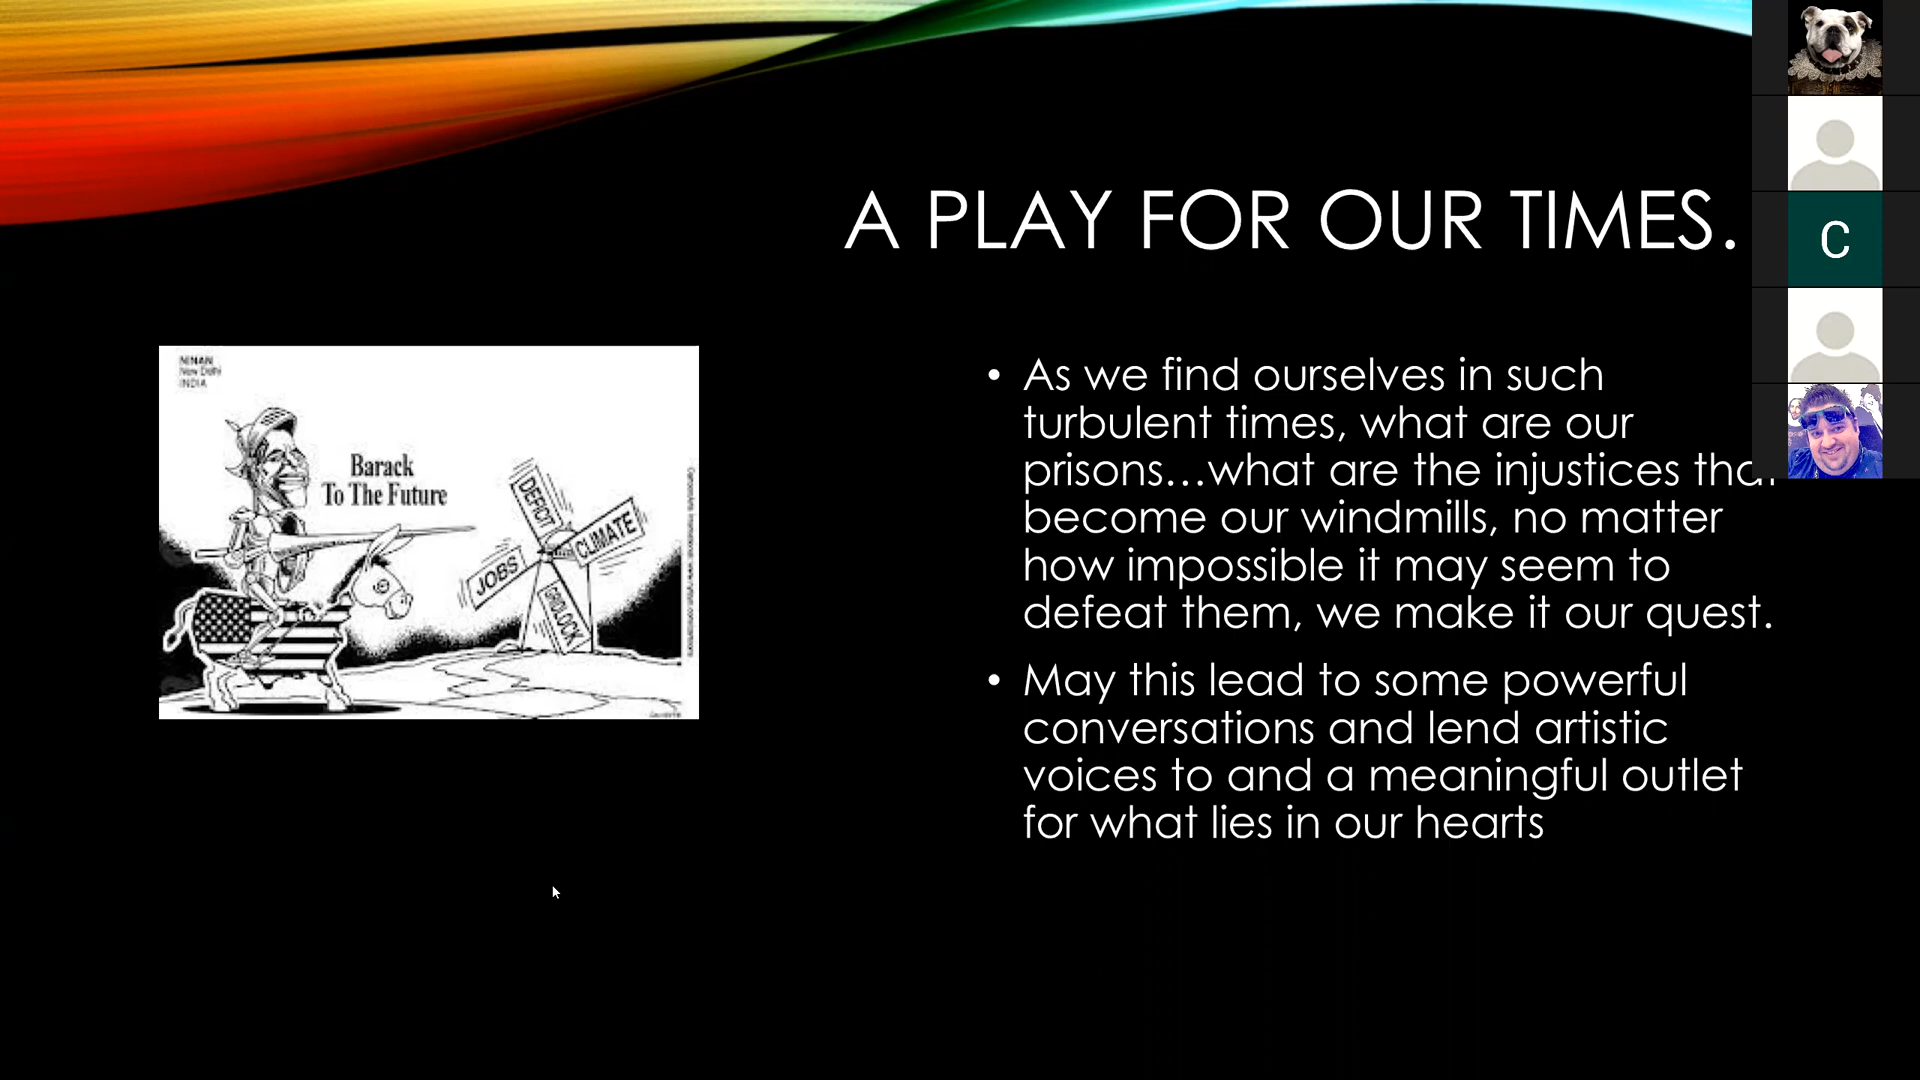 A PLAY FOR OUR TIMES.
NINAN
New Delhi
INDIA
Barack
To The Future
DEFICIT
CLIMATE
JOBS
GRIDLOCK
• As we find ourselves in such
turbulent times, what are our
prisons...what are the injustices that
become our windmills, no matter
how impossible it may seem to
defeat them, we make it our quest.
• May this lead to some powerful
conversations and lend artistic
voices to and a meaningful outlet
for what lies in our hearts
C